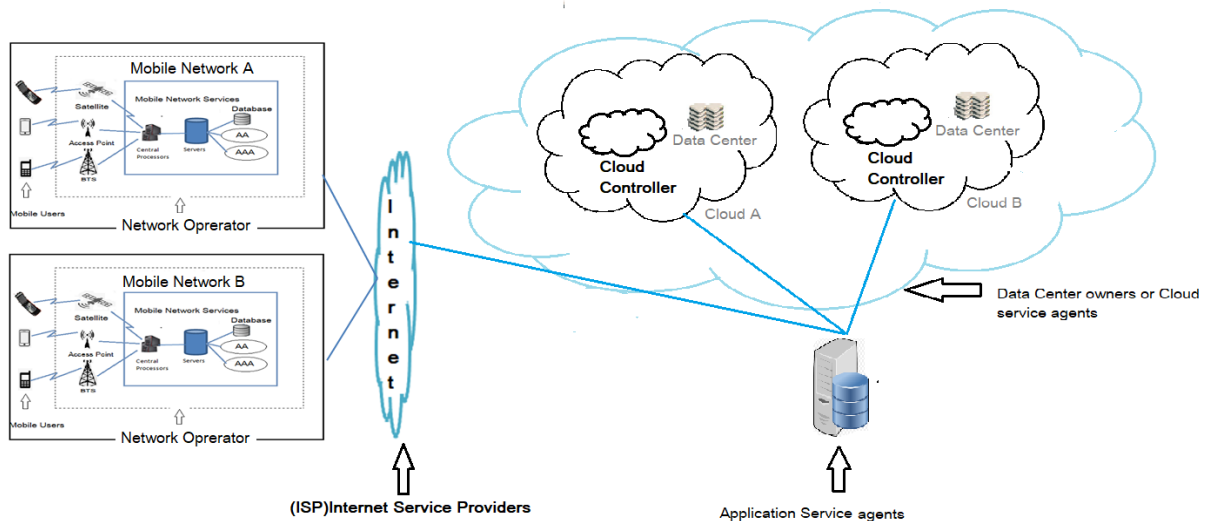 Mobile Network A
Mobile Network Services
Satellite
Database
Access Point
Central
Processors
Servers
AA
AAA
BTS
Mobile Users
Network Oprerator
Mobile Network B
Mobile Network Services
Satellite
Database
Access Point
Central
Processors
Servers
AA
AAA
BTS
Mobile Users
Network Oprerator
Internet
(ISP)Internet Service Providers
Data Center
Cloud
Controller
Cloud A
Data Center
Cloud
Controller
Cloud B
Data Center owners or Cloud
service agents
Application Service agents